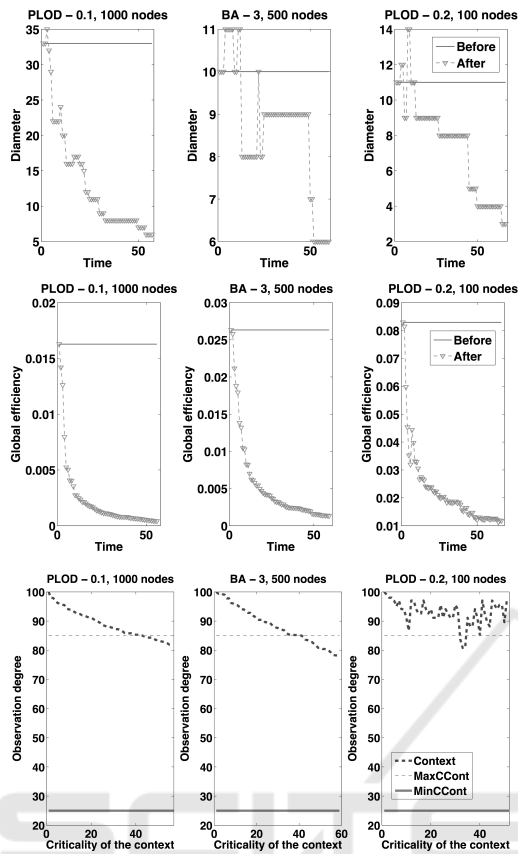 PLOD – 0.1, 1000 nodes
BA – 3, 500 nodes
PLOD – 0.2, 100 nodes
35
30
25
20
15
10
5
0
50
Diameter
Time
11
10
9
8
7
6
0
50
Diameter
Time
14
12
10
8
6
4
2
0
50
Diameter
Time
Before
After
PLOD – 0.1, 1000 nodes
BA – 3, 500 nodes
PLOD – 0.2, 100 nodes
0.02
0.015
0.01
0.005
0
0
50
Global efficiency
Time
0.03
0.025
0.02
0.015
0.01
0.005
0
0
50
Global efficiency
Time
0.09
0.08
0.07
0.06
0.05
0.04
0.03
0.02
0.01
0
50
Global efficiency
Time
Before
After
PLOD – 0.1, 1000 nodes
BA – 3, 500 nodes
PLOD – 0.2, 100 nodes
100
90
80
70
60
50
40
30
20
0
20
40
Observation degree
Criticality of the context
100
90
80
70
60
50
40
30
20
0
20
40
60
Observation degree
Criticality of the context
100
90
80
70
60
50
40
30
20
0
20
40
Observation degree
Criticality of the context
Context
MaxCCont
MinCCont